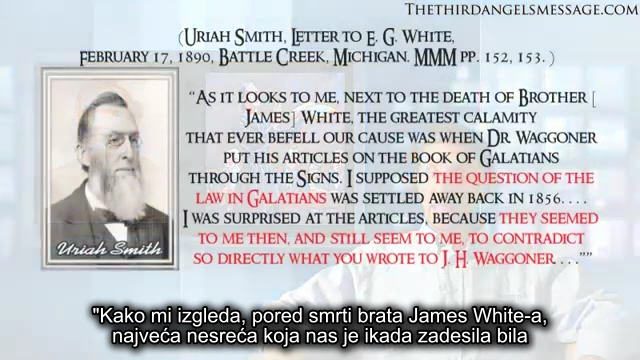 TheThirdAngelsMessage.com
(Uriah Smith, Letter to E. G. White,
February 17, 1890, Battle Creek, Michigan. MMM pp. 152, 153. )
"As it looks to me, next to the death of Brother [
James] White, the greatest calamity
that ever befell our cause was when Dr. Waggoner
put his articles on the book of Galatians
through the Signs. I supposed the question of the
law in Galatians was settled away back in 1856. . . .
I was surprised at the articles, because they seemed
to me then, and still seem to me, to contradict
so directly what you wrote to J. H. Waggoner. . . .""
Uriah Smith
"Kako mi izgleda, pored smrti brata James White-a,
najveća nesreća koja nas je ikada zadesila bila